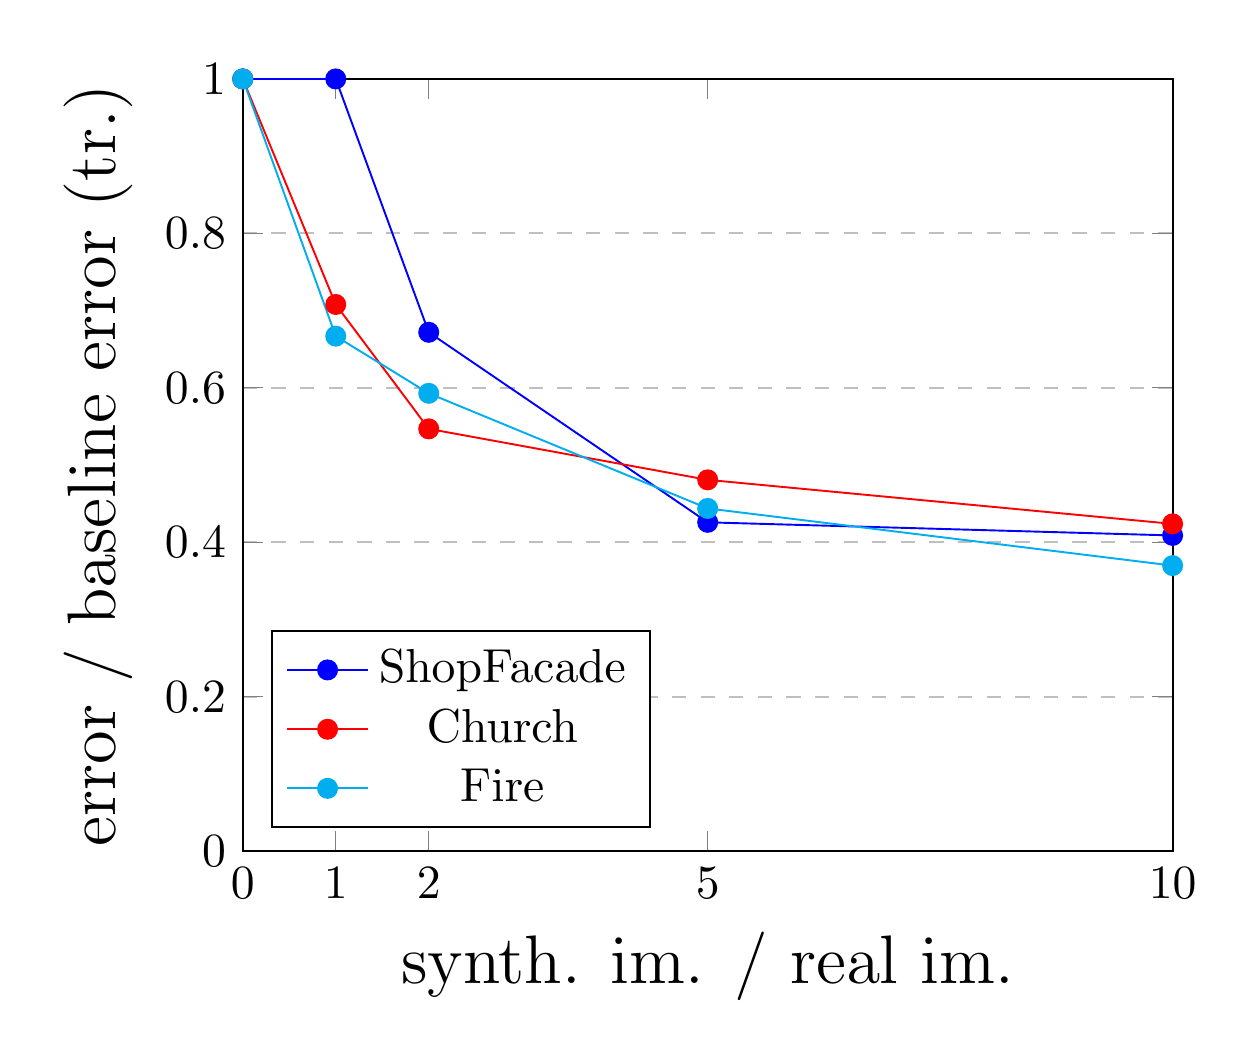 error / baseline error (tr.)
1
0.8
0.6
0.4
0.2
0
ShopFacade
Church
Fire
0 1 2 5 10
synth. im. / real im.